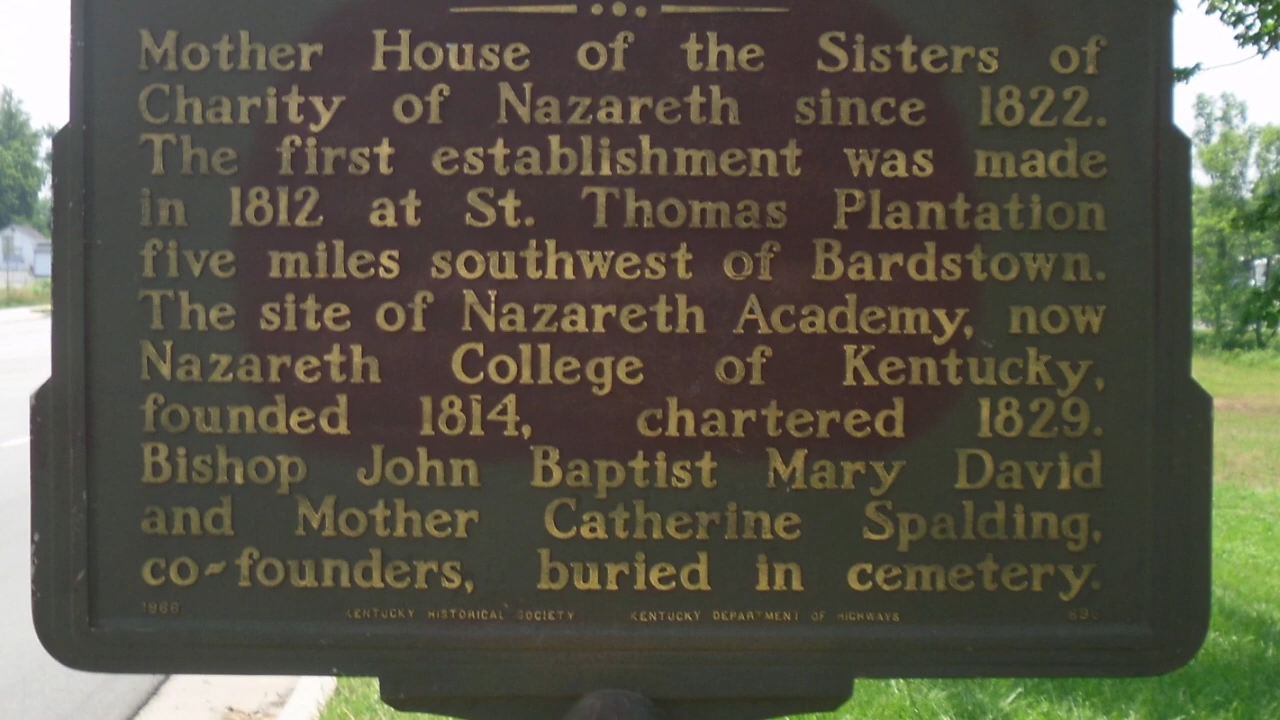 Mother House of the Sisters of
Charity of Nazareth since 1822.
The first establishment was made
in 1812 at St. Thomas Plantation
five miles southwest of Bardstown.
The site of Nazareth Academy, now
Nazareth College of Kentucky,
founded 1814, chartered 1829.
Bishop John Baptist Mary David
and Mother Catherine Spalding,
co-founders, buried in cemetery.
1966 KENTUCKY HISTORICAL SOCIETY KENTUCKY DEPARTMENT OF HIGHWAYS